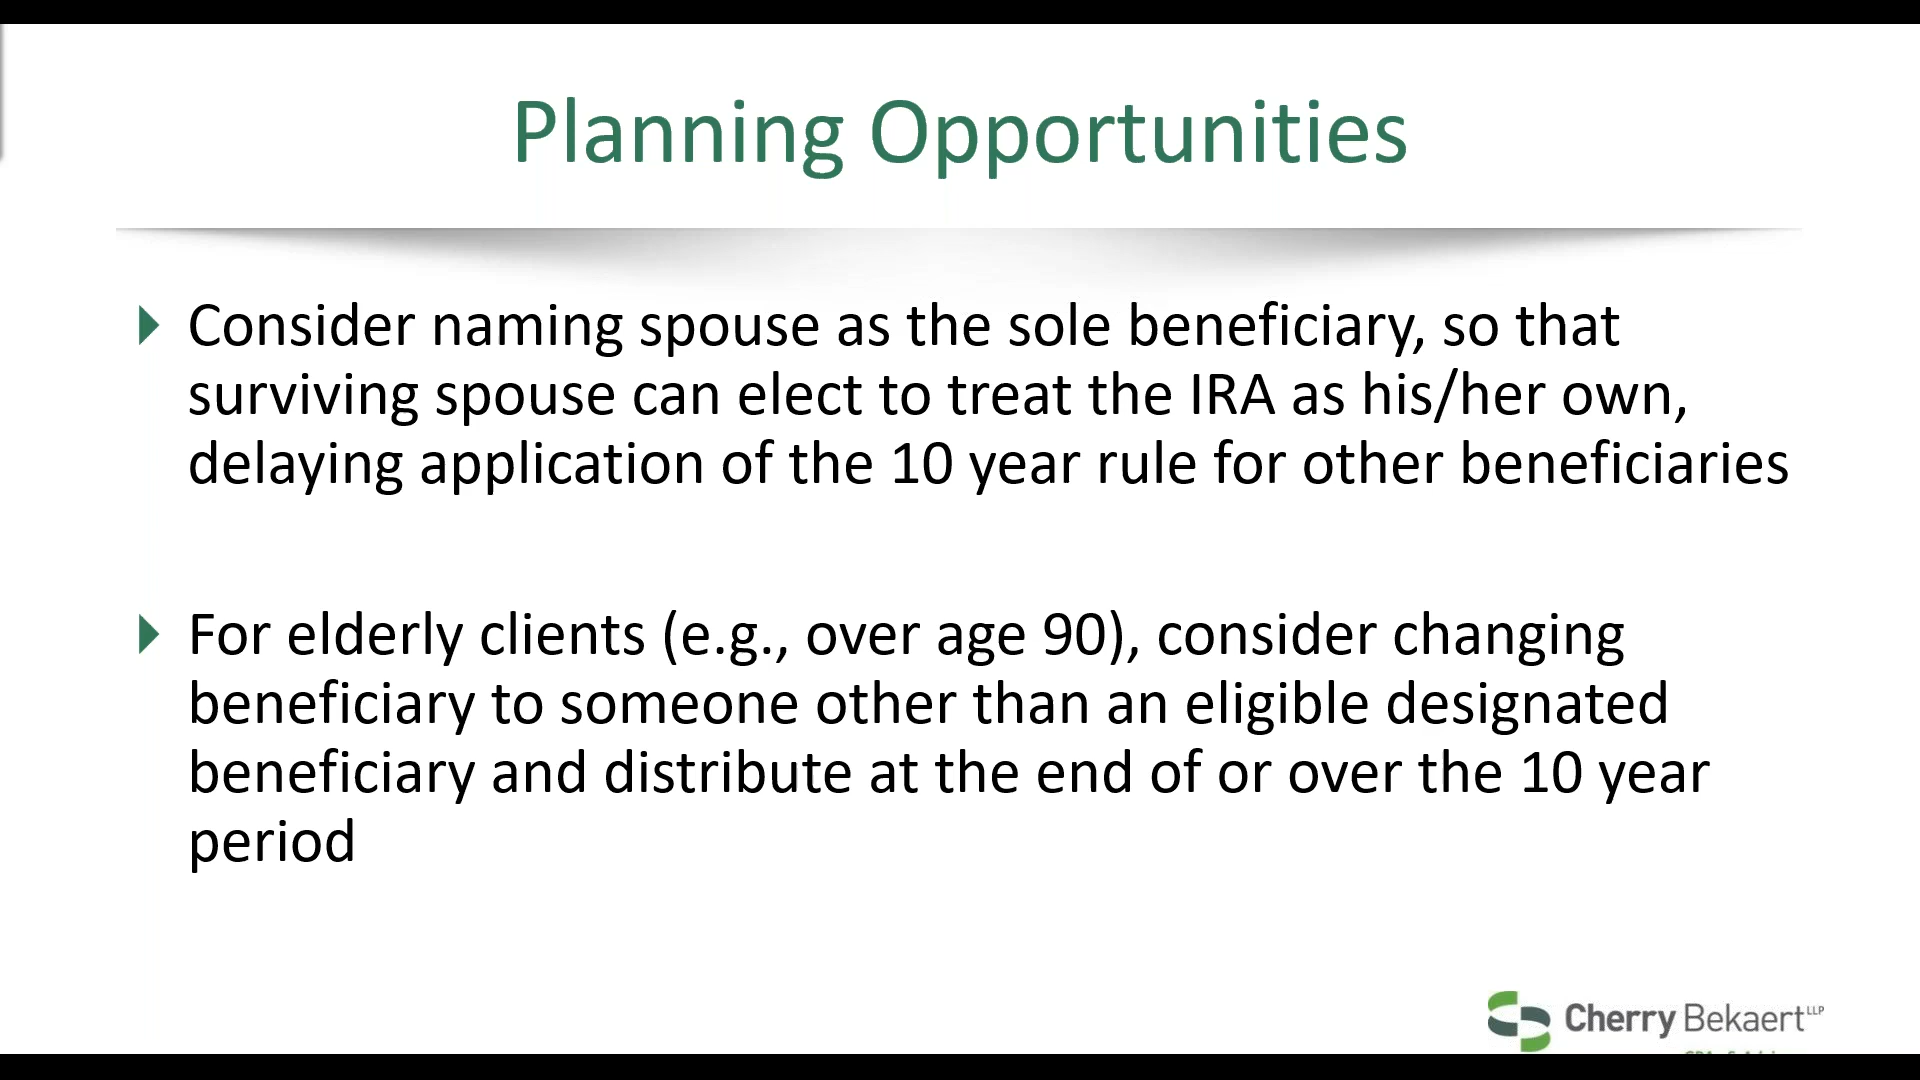 Planning Opportunities
Consider naming spouse as the sole beneficiary, so that
surviving spouse can elect to treat the IRA as his/her own,
delaying application of the 10 year rule for other beneficiaries
For elderly clients (e.g., over age 90), consider changing
beneficiary to someone other than an eligible designated
beneficiary and distribute at the end of or over the 10 year
period
Cherry Bekaert LLP